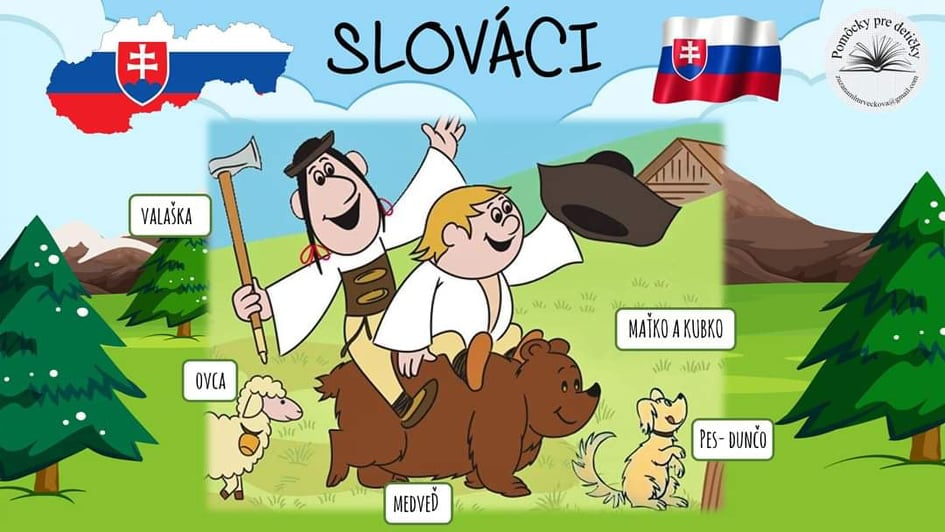 SLOVÁCI
Pomôcky pre detičky
VALAŠKA
MAŤKO A KUBKO
OVCA
PES- DUNČO
MEDVEĎ